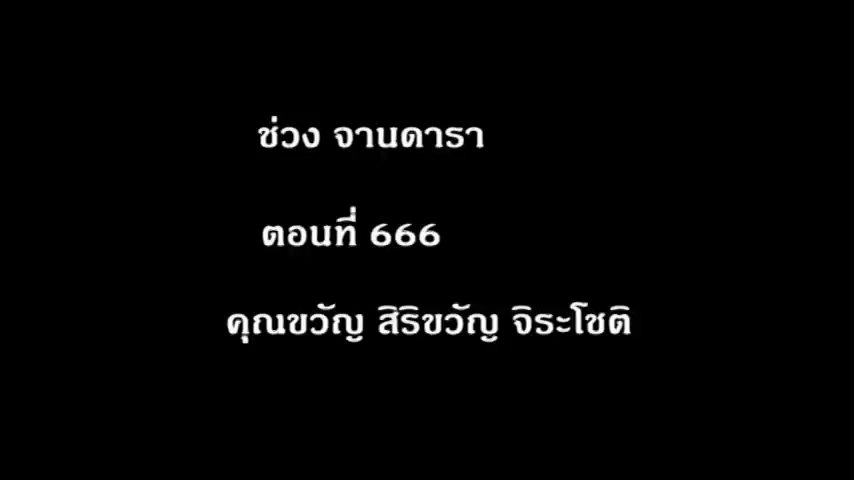 ช่วง จานดารา
ตอนที่ 666
คุณขวัญ สิริขวัญ จิระโชติ